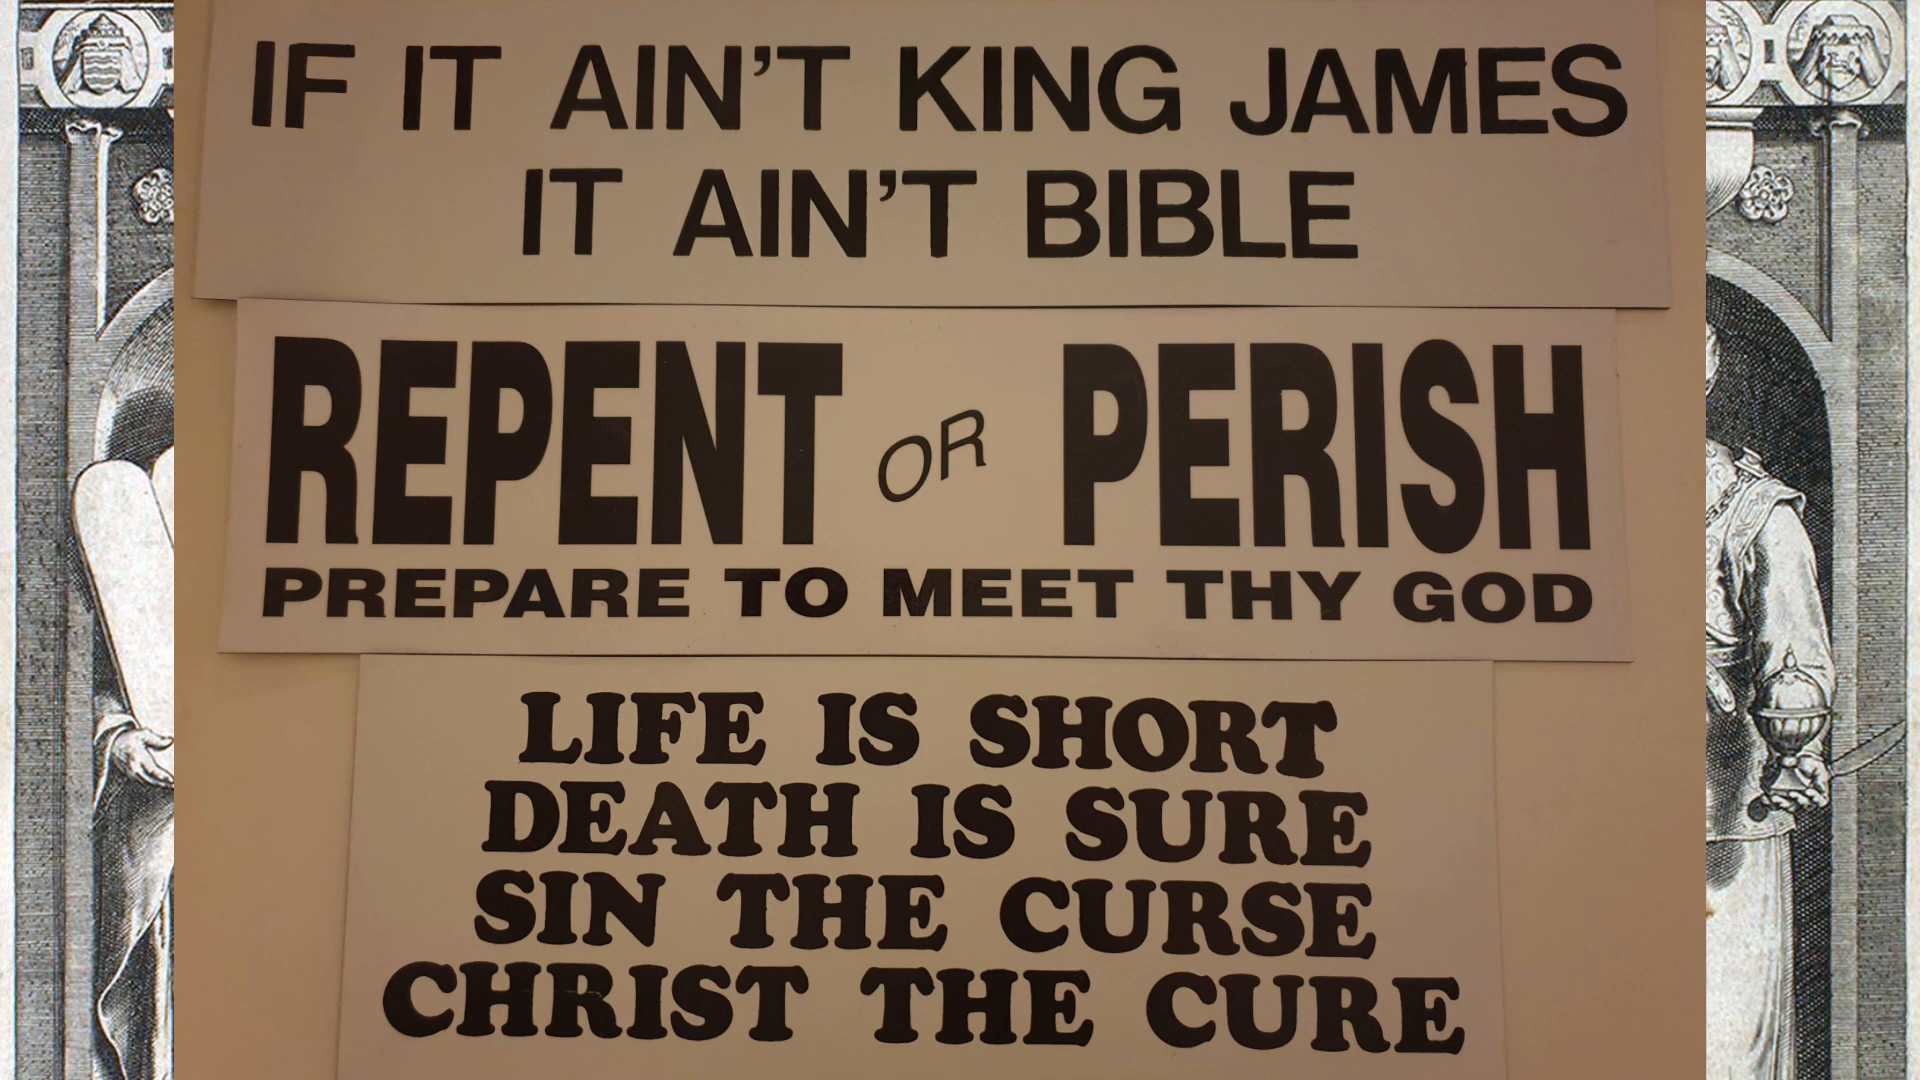 IF IT AIN'T KING JAMES
IT AIN'T BIBLE
REPENT OR PERISH
PREPARE TO MEET THY GOD
LIFE IS SHORT
DEATH IS SURE
SIN THE CURSE
CHRIST THE CURE